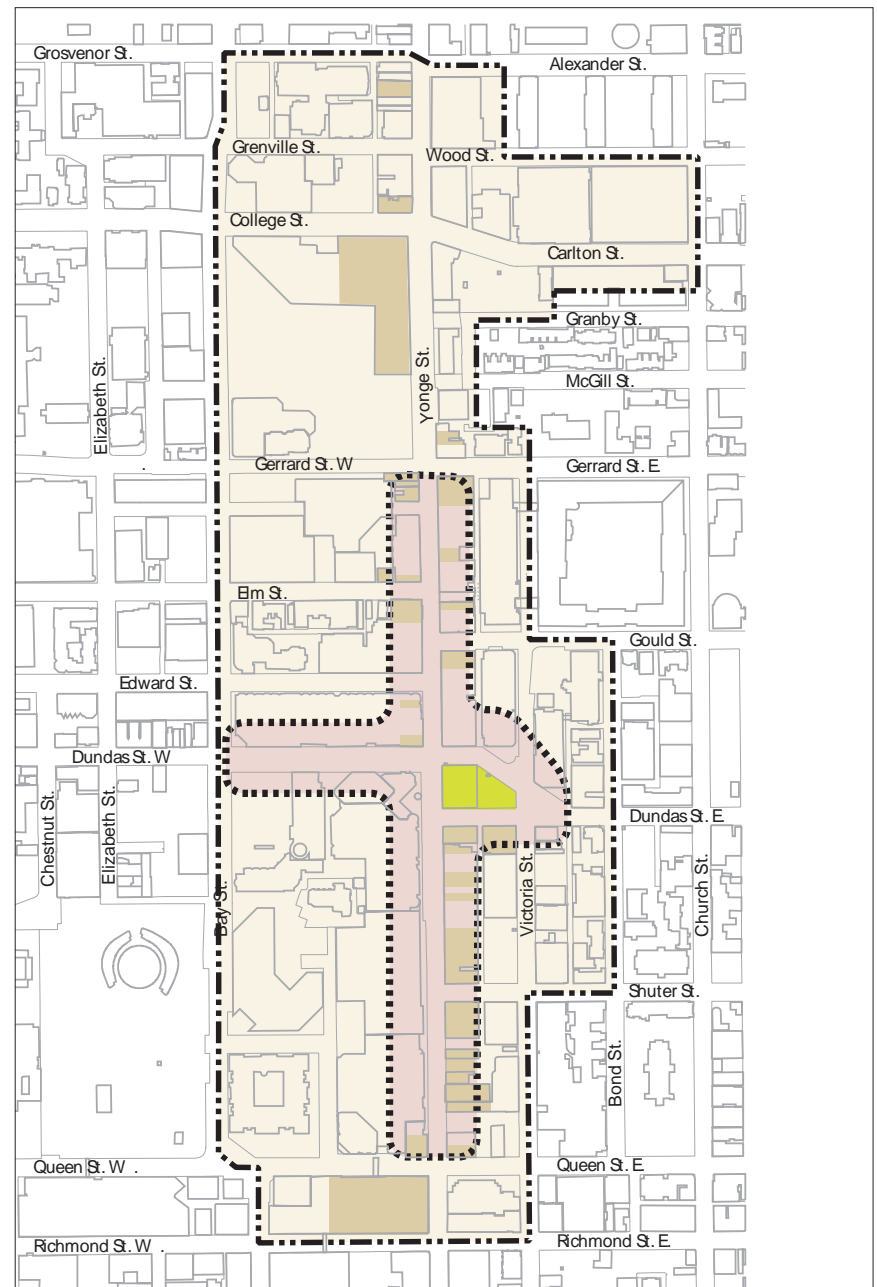 Grosvenor St.
Alexander St.
Grenville St.
Wood St.
College St.
Carlton St.
Granby St.
Yonge St.
Elizabeth St.
McGill St.
Gerrard St. W
Gerrard St. E.
Elm St.
Gould St.
Edward St.
Dundas St. W
Chestnut St.
Elizabeth St.
Dundas St. E.
Bay St.
Victoria St.
Church St.
Shuter St.
Bond St.
Queen St. W.
Queen St. E.
Richmond St. W.
Richmond St. E.